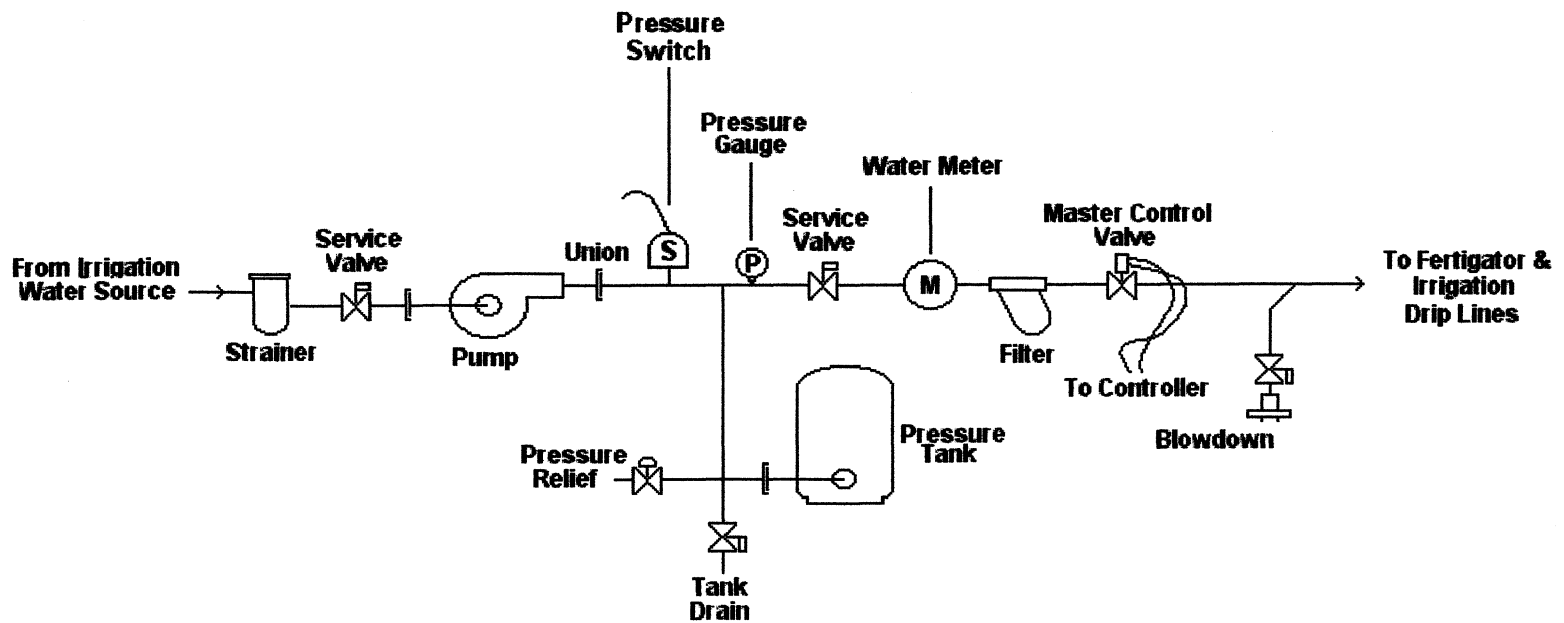 Pressure
Switch
Pressure
Gauge
Water Meter
Service
Valve
Master Control
Valve
Service
Valve
Union
S
P
M
From Irrigation
Water Source
To Fertigator &
Irrigation
Drip Lines
Strainer
Pump
Filter
To Controller
Blowdown
Pressure
Tank
Pressure
Relief
Tank
Drain